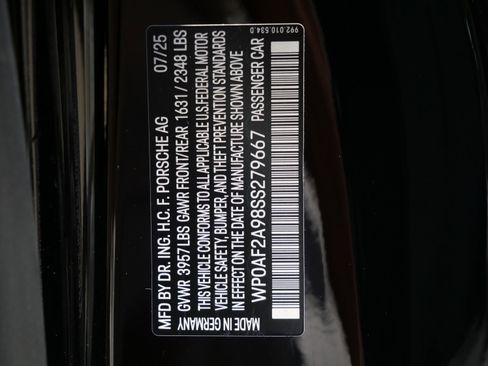 992.010.534.0
07/25
MFD BY DR. ING. H.C. F. PORSCHE AG
GVWR 3957 LBS GAWR FRONT/REAR 1631 / 2348 LBS
THIS VEHICLE CONFORMS TO ALL APPLICABLE U.S. FEDERAL MOTOR
VEHICLE SAFETY, BUMPER, AND THEFT PREVENTION STANDARDS
IN EFFECT ON THE DATE OF MANUFACTURE SHOWN ABOVE
WP0AF2A98SS279667 PASSENGER CAR
MADE IN GERMANY